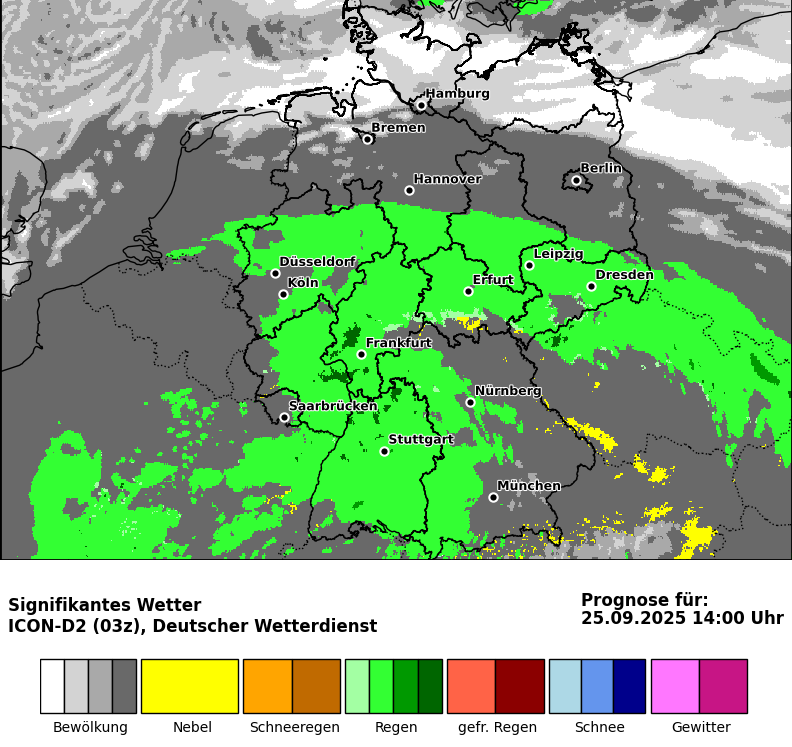 Hamburg
Bremen
Berlin
Hannover
Leipzig
Düsseldorf
Dresden
Köln
Erfurt
Frankfurt
Nürnberg
Saarbrücken
Stuttgart
München
Signifikantes Wetter
ICON-D2 (03z), Deutscher Wetterdienst
Prognose für:
25.09.2025 14:00 Uhr
Bewölkung
Nebel
Schneeregen
Regen
gefr. Regen
Schnee
Gewitter